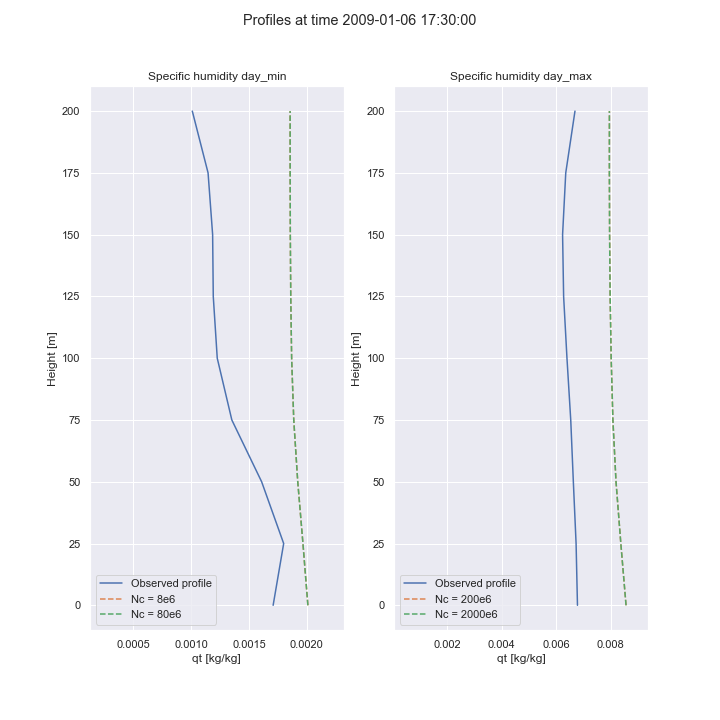 Profiles at time 2009-01-06 17:30:00
Specific humidity day_min
200
175
150
125
100
75
50
25
0
Height [m]
Observed profile
Nc = 8e6
Nc = 80e6
0.0005 0.0010 0.0015 0.0020
qt [kg/kg]
Specific humidity day_max
200
175
150
125
100
75
50
25
0
Height [m]
Observed profile
Nc = 200e6
Nc = 2000e6
0.002 0.004 0.006 0.008
qt [kg/kg]